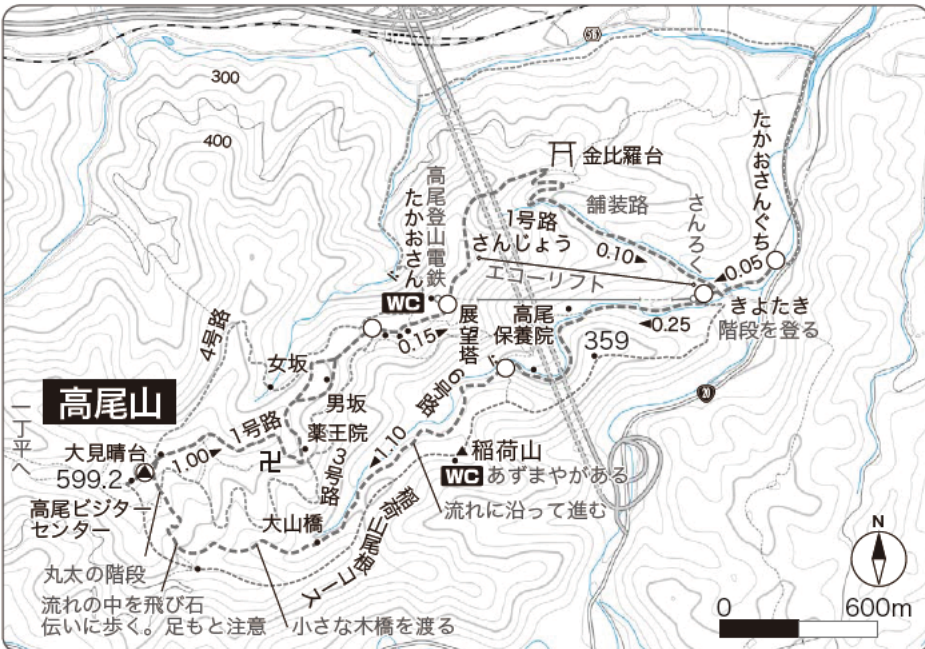 300
400
513
金比羅台
舗装路
1号路
さんじょう
0.10
エコーリフト
さんろく
たかおさんぐち
0.05
きよたき
階段を登る
0.25
高尾登山電鉄
たかおさん
WC
0.15
展望塔
高尾
保養院
359
20
4号路
女坂
男坂
1号路
薬王院
3号路
高尾山
一丁平へ
大見晴台
599.2
1.00
卍
高尾ビジター
センター
1.10
稲荷山
WC
あずまやがある
流れに沿って進む
大山橋
稲荷山尾根コース
丸太の階段
流れの中を飛び石
伝いに歩く。足もと注意
小さな木橋を渡る
N
0
600m